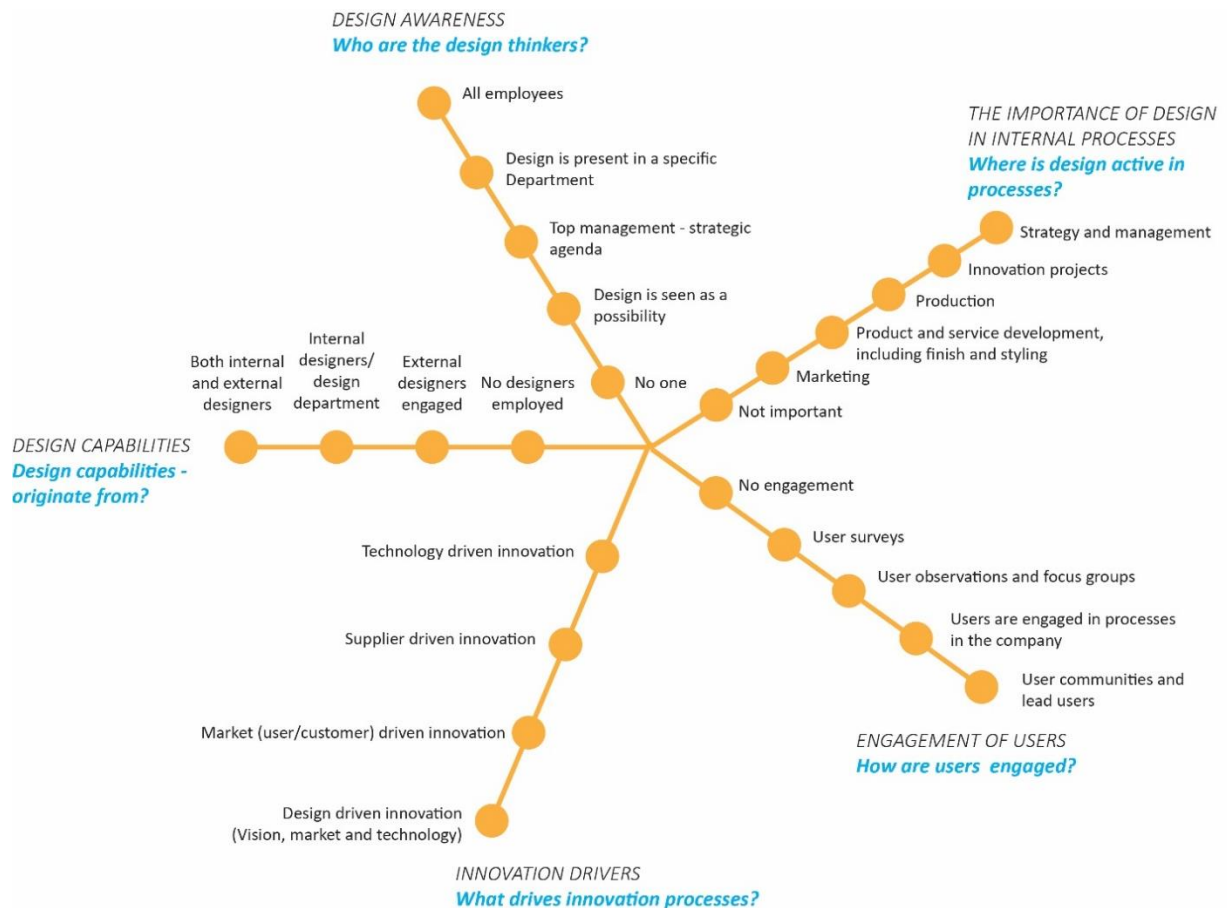 DESIGN AWARENESS
Who are the design thinkers?
All employees
Design is present in a specific
Department
Top management - strategic
agenda
Design is seen as a
possibility
No one
THE IMPORTANCE OF DESIGN
IN INTERNAL PROCESSES
Where is design active in
processes?
Strategy and management
Innovation projects
Production
Product and service development,
including finish and styling
Marketing
Not important
Both internal
and external
designers
Internal
designers/
design
department
External
designers
engaged
No designers
employed
DESIGN CAPABILITIES
Design capabilities -
originate from?
No engagement
User surveys
User observations and focus groups
Users are engaged in processes
in the company
User communities and
lead users
ENGAGEMENT OF USERS
How are users  engaged?
Technology driven innovation
Supplier driven innovation
Market (user/customer) driven innovation
Design driven innovation
(Vision, market and technology)
INNOVATION DRIVERS
What drives innovation processes?